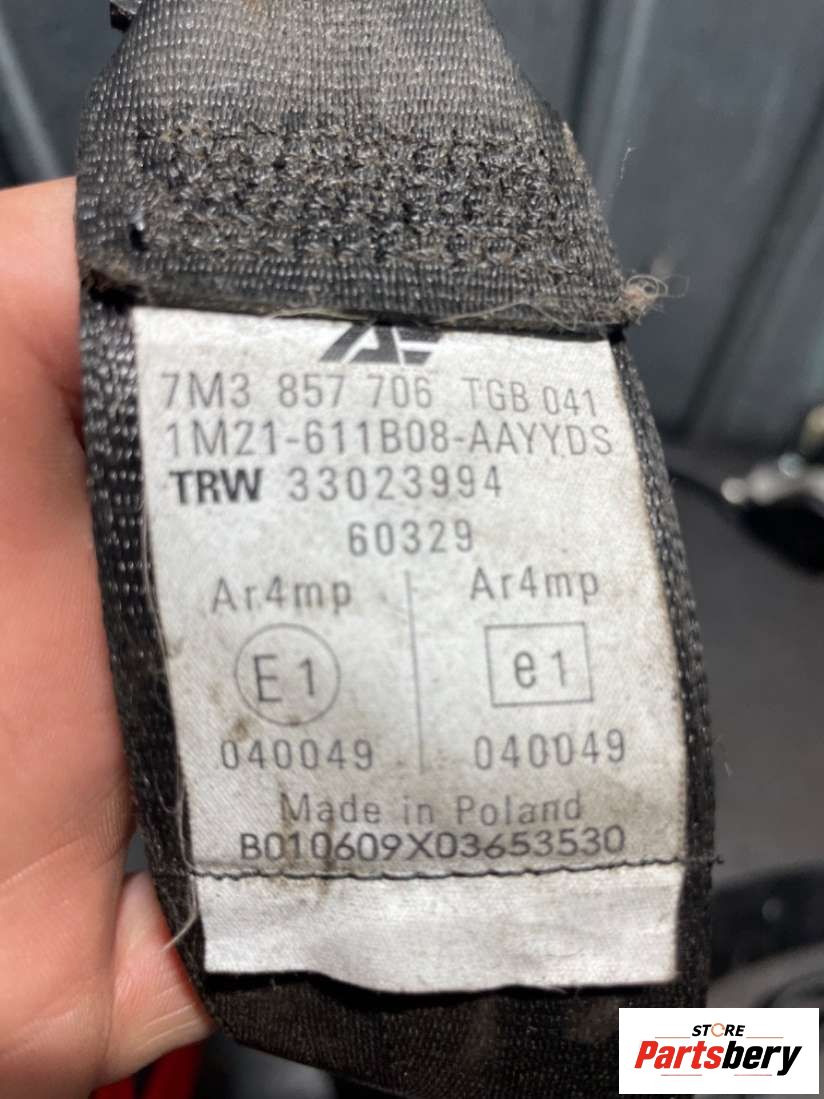 7M3 857 706 TGB 041
1M21-611B08-AAYYDS
TRW 33023994
60329
Ar4mp Ar4mp
E1 e1
040049 040049
Made in Poland
B010609X03653530
STORE
Partsbery